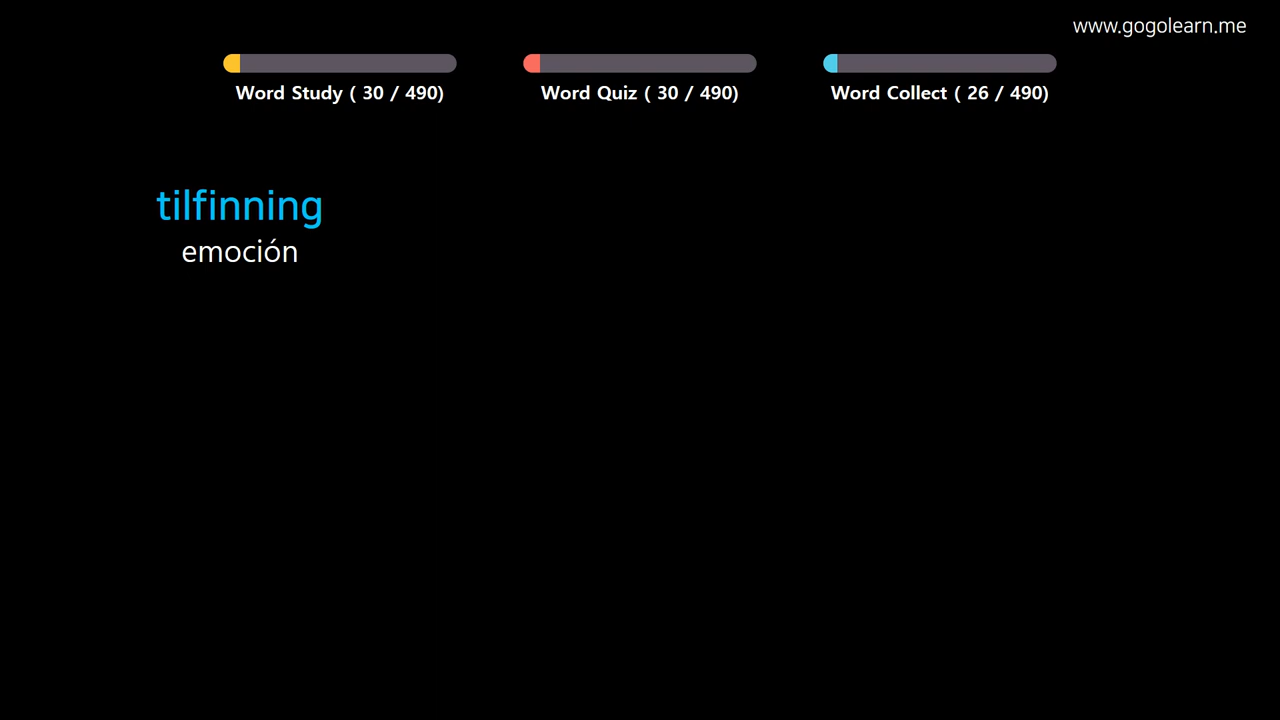 www.gogolearn.me
Word Study ( 30 / 490)
Word Quiz ( 30 / 490)
Word Collect ( 26 / 490)
tilfinning
emoción